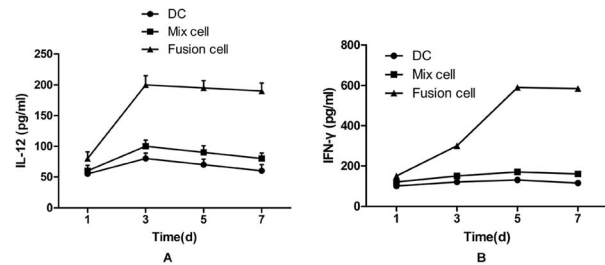 DC
Mix cell
Fusion cell
IL-12 (pg/ml)
250
200
150
100
50
0
1 3 5 7
Time(d)
A
DC
Mix cell
Fusion cell
IFN-γ (pg/ml)
800
600
400
200
0
1 3 5 7
Time(d)
B